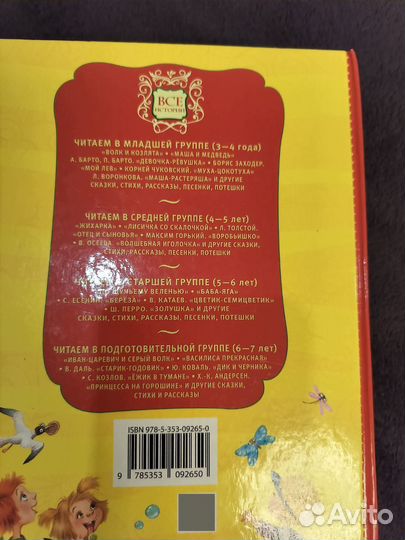 ВСЕ
ИСТОРИИ
ЧИТАЕМ В МЛАДШЕЙ ГРУППЕ (3–4 года)
"ВОЛК И КОЗЛЯТА" • "МАША И МЕДВЕДЬ"
А. БАРТО, П. БАРТО. "ДЕВОЧКА-РЁВУШКА" • БОРИС ЗАХОДЕР.
"МОЙ ЛЕВ" • КОРНЕЙ ЧУКОВСКИЙ. "МУХА-ЦОКОТУХА"
Л. ВОРОНКОВА. "МАША-РАСТЕРЯША" И ДРУГИЕ
СКАЗКИ, СТИХИ, РАССКАЗЫ, ПЕСЕНКИ, ПОТЕШКИ
ЧИТАЕМ В СРЕДНЕЙ ГРУППЕ (4–5 лет)
"ЖИХАРКА" • "ЛИСИЧКА СО СКАЛОЧКОЙ" • Л. ТОЛСТОЙ.
"ОТЕЦ И СЫНОВЬЯ" • МАКСИМ ГОРЬКИЙ. "ВОРОБЬИШКО"
В. ОСЕЕВА. "ВОЛШЕБНАЯ ИГОЛОЧКА" И ДРУГИЕ СКАЗКИ,
СТИХИ, РАССКАЗЫ, ПЕСЕНКИ, ПОТЕШКИ
СТАРШЕЙ ГРУППЕ (5–6 лет)
ВЕЛЕНЬЮ" • "БАБА-ЯГА"
• С. ЕСЕНИН. "БЕРЕЗА" • В. КАТАЕВ. "ЦВЕТИК-СЕМИЦВЕТИК"
• Ш. ПЕРРО. "ЗОЛУШКА" И ДРУГИЕ
СКАЗКИ, СТИХИ, РАССКАЗЫ, ПЕСЕНКИ, ПОТЕШКИ
ЧИТАЕМ В ПОДГОТОВИТЕЛЬНОЙ ГРУППЕ (6–7 лет)
"ИВАН-ЦАРЕВИЧ И СЕРЫЙ ВОЛК" • "ВАСИЛИСА ПРЕКРАСНАЯ"
• В. ДАЛЬ. "СТАРИК-ГОДОВИК" • Ю. КОВАЛЬ. "ДИК И ЧЕРНИКА"
• С. КОЗЛОВ. "ЁЖИК В ТУМАНЕ" • Х.-К. АНДЕРСЕН.
"ПРИНЦЕССА НА ГОРОШИНЕ" И ДРУГИЕ СКАЗКИ,
СТИХИ И РАССКАЗЫ
ISBN 978-5-353-09265-0
9 785353 092650
Avito